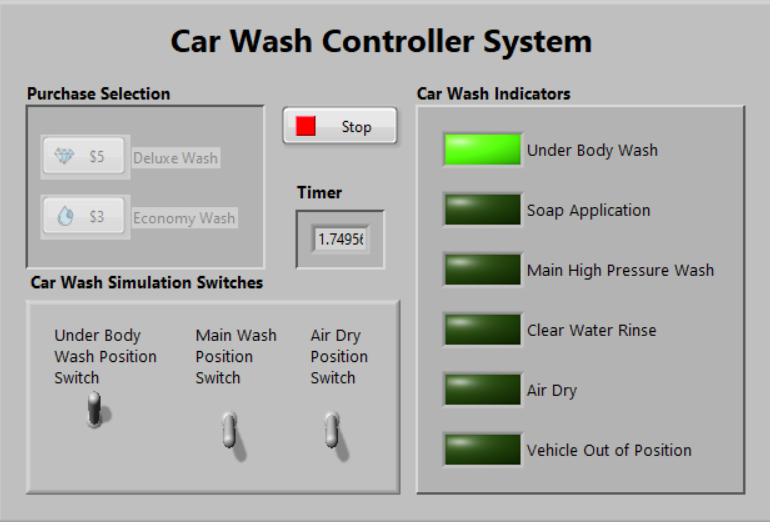 Car Wash Controller System
Purchase Selection
$5
Deluxe Wash
$3
Economy Wash
Stop
Timer
1.7495
Car Wash Indicators
Under Body Wash
Soap Application
Main High Pressure Wash
Clear Water Rinse
Air Dry
Vehicle Out of Position
Car Wash Simulation Switches
Under Body
Wash Position
Switch
Main Wash
Position
Switch
Air Dry
Position
Switch